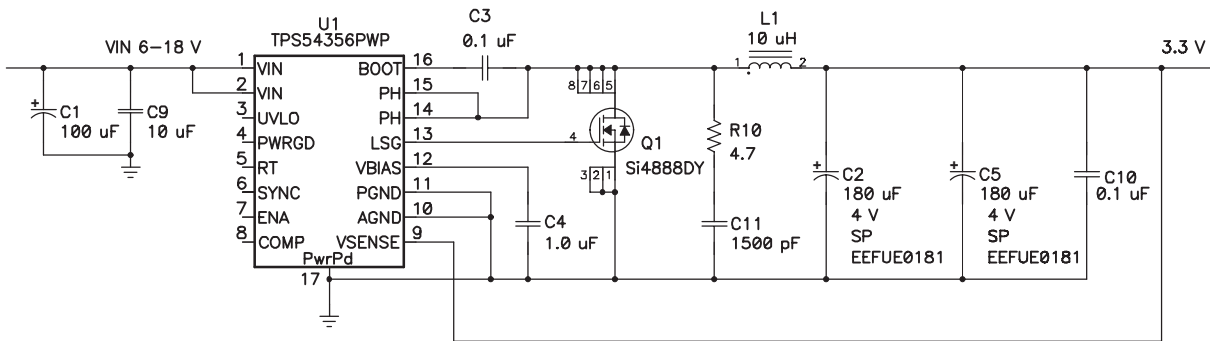 VIN 6–18 V
C1
100 uF
C9
10 uF
U1
TPS54356PWP
1 VIN
2 VIN
3 UVLO
4 PWRGD
5 RT
6 SYNC
7 ENA
8 COMP
BOOT 16
PH 15
PH 14
LSG 13
VBIAS 12
PGND 11
AGND 10
VSENSE 9
PwrPd
17
C3
0.1 uF
C4
1.0 uF
8 7 6 5
4
3 2 1
Q1
Si4888DY
R10
4.7
C11
1500 pF
L1
10 uH
1 2
C2
180 uF
4 V
SP
EEFUE0181
C5
180 uF
4 V
SP
EEFUE0181
C10
0.1 uF
3.3 V